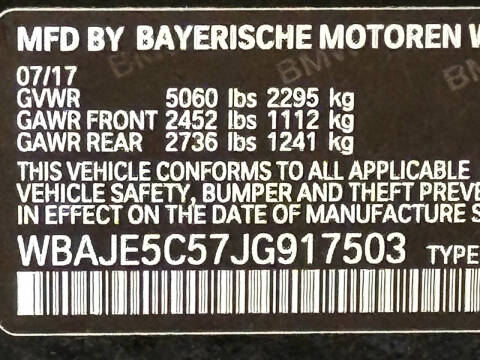 MFD BY BAYERISCHE MOTOREN W
07/17
GVWR 5060 lbs 2295 kg
GAWR FRONT 2452 lbs 1112 kg
GAWR REAR 2736 lbs 1241 kg
THIS VEHICLE CONFORMS TO ALL APPLICABLE
VEHICLE SAFETY, BUMPER AND THEFT PREVE
IN EFFECT ON THE DATE OF MANUFACTURE S
WBAJE5C57JG917503 TYPE